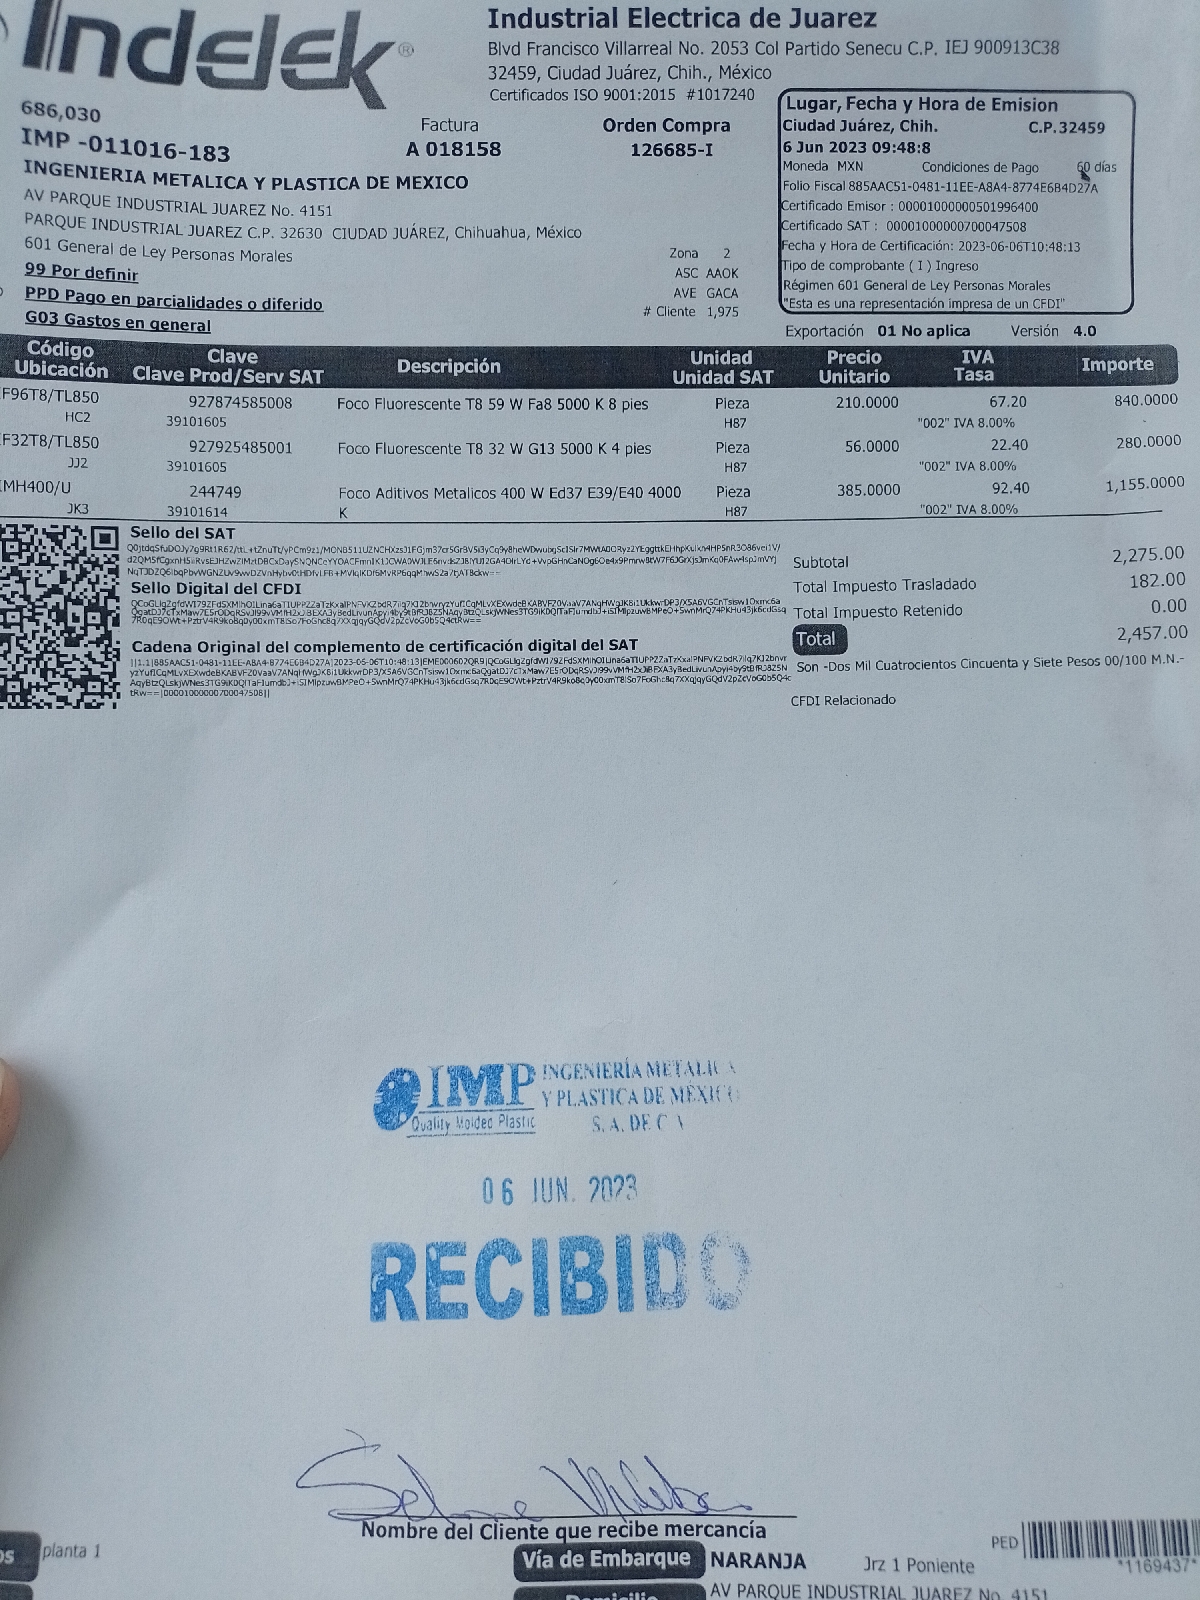 Indelek®
Industrial Electrica de Juarez
Blvd Francisco Villarreal No. 2053 Col Partido Senecu C.P. IEJ 900913C38
32459, Ciudad Juárez, Chih., México
Certificados ISO 9001:2015 #1017240
686,030
IMP -011016-183
Factura
A 018158
Orden Compra
126685-I
INGENIERIA METALICA Y PLASTICA DE MEXICO
AV PARQUE INDUSTRIAL JUAREZ No. 4151
PARQUE INDUSTRIAL JUAREZ C.P. 32630 CIUDAD JUÁREZ, Chihuahua, México
601 General de Ley Personas Morales
99 Por definir
PPD Pago en parcialidades o diferido
G03 Gastos en general
Zona 2
ASC AAOK
AVE GACA
# Cliente 1,975
Lugar, Fecha y Hora de Emision
Ciudad Juárez, Chih. C.P.32459
6 Jun 2023 09:48:8
Moneda MXN Condiciones de Pago 60 días
Folio Fiscal 885AAC51-0481-11EE-A8A4-8774E6B4D27A
Certificado Emisor : 00001000000501996400
Certificado SAT : 00001000000700047508
Fecha y Hora de Certificación: 2023-06-06T10:48:13
Tipo de comprobante ( I ) Ingreso
Régimen 601 General de Ley Personas Morales
"Esta es una representación impresa de un CFDI"
Exportación 01 No aplica Versión 4.0
Código Clave Descripción Unidad Precio IVA Importe
Ubicación Clave Prod/Serv SAT Unidad SAT Unitario Tasa
F96T8/TL850 927874585008 Foco Fluorescente T8 59 W Fa8 5000 K 8 pies Pieza 210.0000 67.20 840.0000
HC2 39101605 H87 "002" IVA 8.00%
F32T8/TL850 927925485001 Foco Fluorescente T8 32 W G13 5000 K 4 pies Pieza 56.0000 22.40 280.0000
JJ2 39101605 H87 "002" IVA 8.00%
MH400/U 244749 Foco Aditivos Metalicos 400 W Ed37 E39/E40 4000 Pieza 385.0000 92.40 1,155.0000
JK3 39101614 K H87 "002" IVA 8.00%
Sello del SAT
Sello Digital del CFDI
Cadena Original del complemento de certificación digital del SAT
tRw==|00001000000700047508||
Subtotal 2,275.00
Total Impuesto Trasladado 182.00
Total Impuesto Retenido 0.00
Total 2,457.00
Son -Dos Mil Cuatrocientos Cincuenta y Siete Pesos 00/100 M.N.-
CFDI Relacionado
IMP INGENIERÍA METALICA
Y PLASTICA DE MÉXICO
Quality Molded Plastic S.A. DE C.V
06 JUN. 2023
RECIBIDO
Nombre del Cliente que recibe mercancía
os planta 1
Vía de Embarque NARANJA Jrz 1 Poniente
PED *1169437*
Domicilio AV PARQUE INDUSTRIAL JUAREZ No. 4151